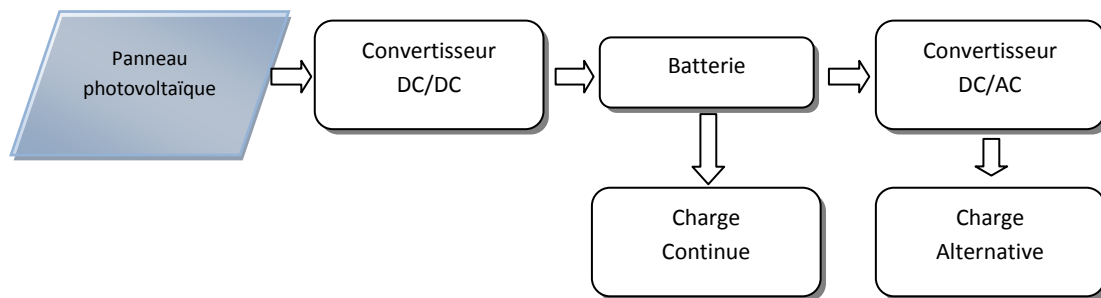 Panneau
photovoltaïque
Convertisseur
DC/DC
Batterie
Convertisseur
DC/AC
Charge
Continue
Charge
Alternative